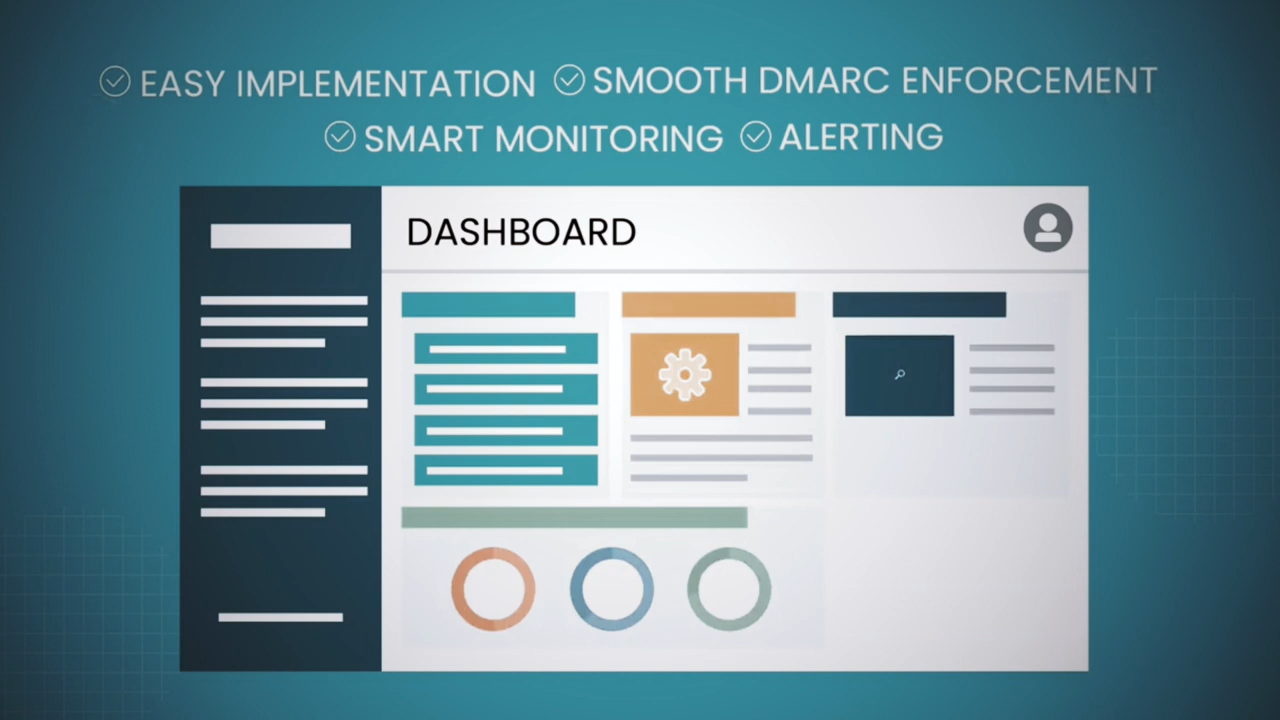 EASY IMPLEMENTATION SMOOTH DMARC ENFORCEMENT
SMART MONITORING ALERTING
DASHBOARD